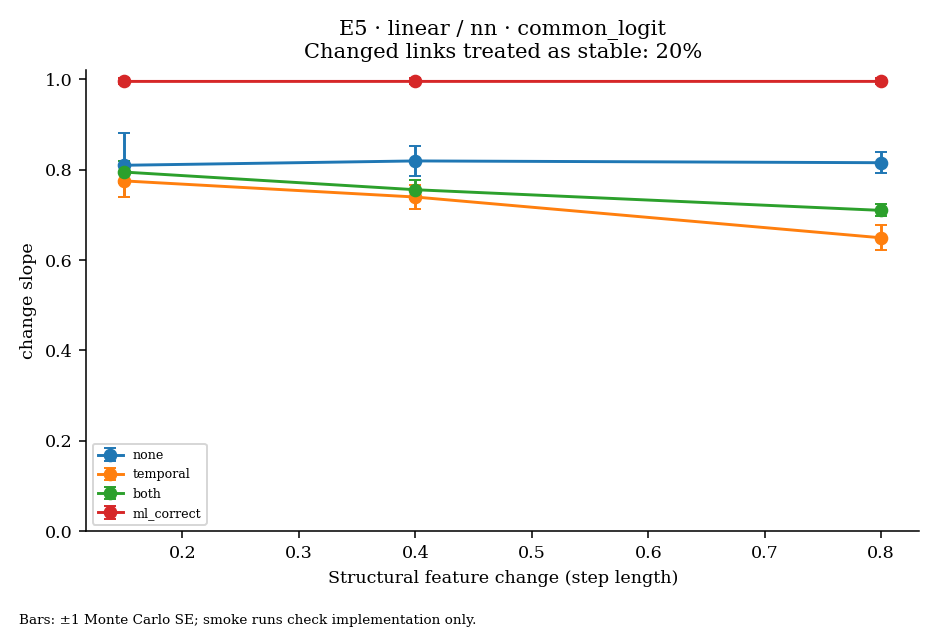 E5 · linear / nn · common_logit
Changed links treated as stable: 20%
1.0
0.8
0.6
0.4
0.2
0.0
change slope
none
temporal
both
ml_correct
0.2
0.3
0.4
0.5
0.6
0.7
0.8
Structural feature change (step length)
Bars: ±1 Monte Carlo SE; smoke runs check implementation only.